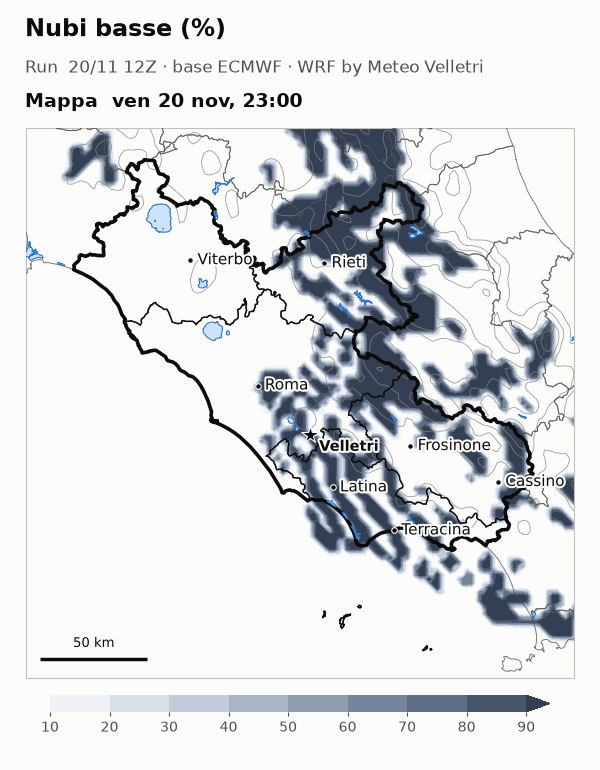 Nubi basse (%)
Run  20/11 12Z · base ECMWF · WRF by Meteo Velletri
Mappa  ven 20 nov, 23:00
Viterbo
Rieti
Roma
Velletri
Frosinone
Cassino
Latina
Terracina
50 km
10 20 30 40 50 60 70 80 90